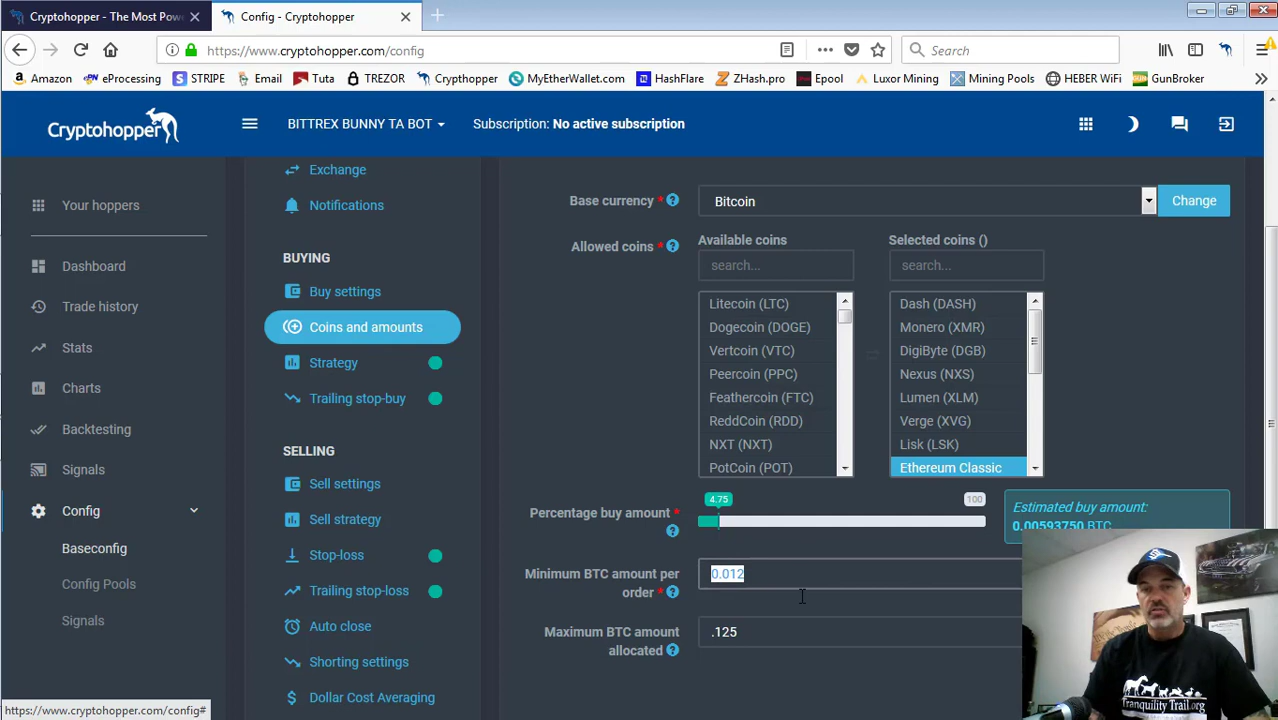 Cryptohopper - The Most Pow
Config - Cryptohopper
https://www.cryptohopper.com/config
Search
Amazon
eProcessing
STRIPE
Email
Tuta
TREZOR
Crypthopper
MyEtherWallet.com
HashFlare
ZHash.pro
Epool
Luxor Mining
Mining Pools
HEBER WiFi
GunBroker
Cryptohopper
BITTREX BUNNY TA BOT
Subscription: No active subscription
Your hoppers
Dashboard
Trade history
Stats
Charts
Backtesting
Signals
Config
Baseconfig
Config Pools
Signals
Exchange
Notifications
BUYING
Buy settings
Coins and amounts
Strategy
Trailing stop-buy
SELLING
Sell settings
Sell strategy
Stop-loss
Trailing stop-loss
Auto close
Shorting settings
Dollar Cost Averaging
Base currency *
Bitcoin
Change
Allowed coins *
Available coins
search...
Litecoin (LTC)
Dogecoin (DOGE)
Vertcoin (VTC)
Peercoin (PPC)
Feathercoin (FTC)
ReddCoin (RDD)
NXT (NXT)
PotCoin (POT)
Selected coins ()
search...
Dash (DASH)
Monero (XMR)
DigiByte (DGB)
Nexus (NXS)
Lumen (XLM)
Verge (XVG)
Lisk (LSK)
Ethereum Classic
4.75
100
Percentage buy amount *
Estimated buy amount:
0.00593750 BTC
Minimum BTC amount per
order *
0.012
Maximum BTC amount
allocated
.125
https://www.cryptohopper.com/config#
Tranquility Trail.org